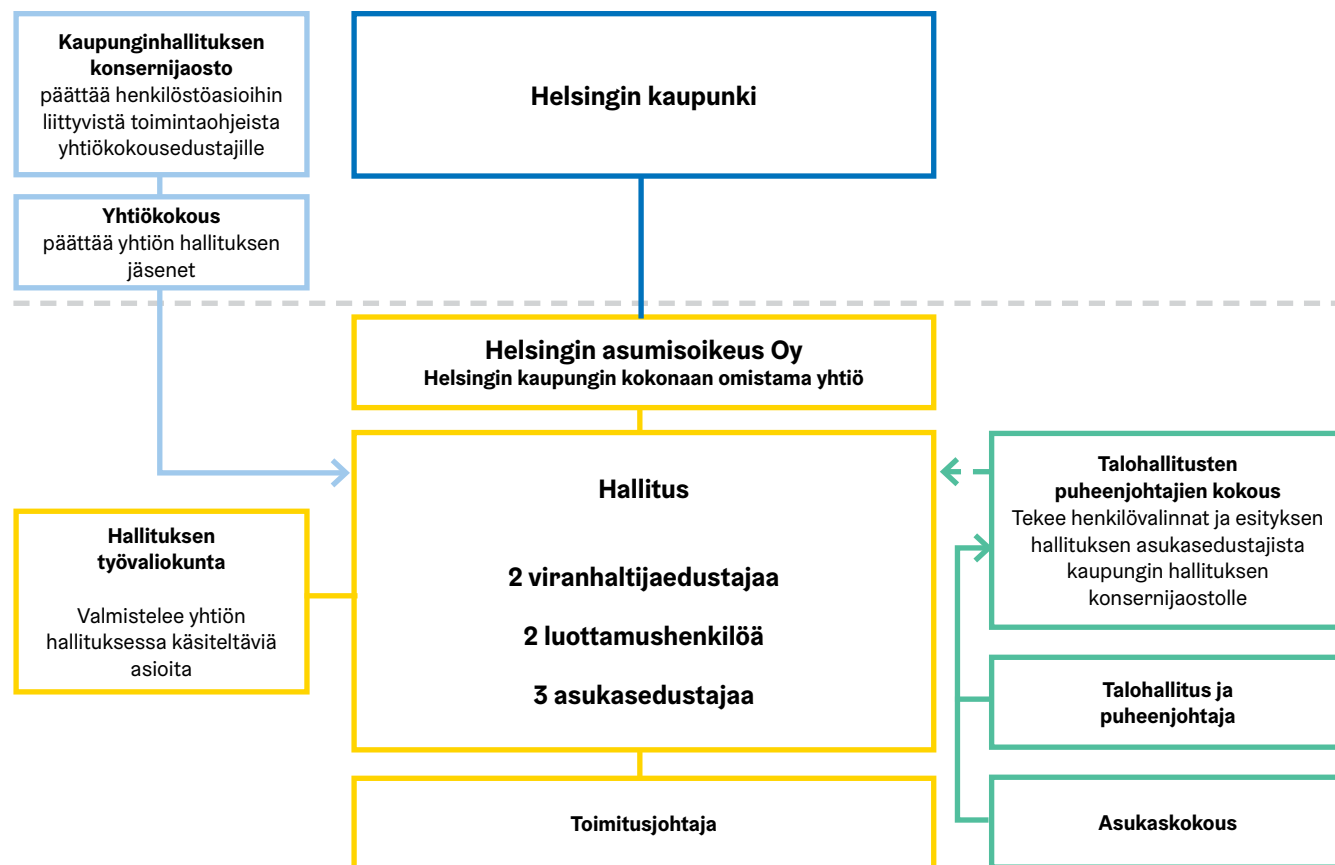 Kaupunginhallituksen
konsernijaosto
päättää henkilöstöasioihin
liittyvistä toimintaohjeista
yhtiökokousedustajille
Helsingin kaupunki
Yhtiökokous
päättää yhtiön hallituksen
jäsenet
Helsingin asumisoikeus Oy
Helsingin kaupungin kokonaan omistama yhtiö
Hallitus
2 viranhaltijaedustajaa
2 luottamushenkilöä
3 asukasedustajaa
Hallituksen
työvaliokunta
Valmistelee yhtiön
hallituksessa käsiteltäviä
asioita
Talohallitusten
puheenjohtajien kokous
Tekee henkilövalinnat ja esityksen
hallituksen asukasedustajista
kaupungin hallituksen
konsernijaostolle
Talohallitus ja
puheenjohtaja
Toimitusjohtaja
Asukaskokous